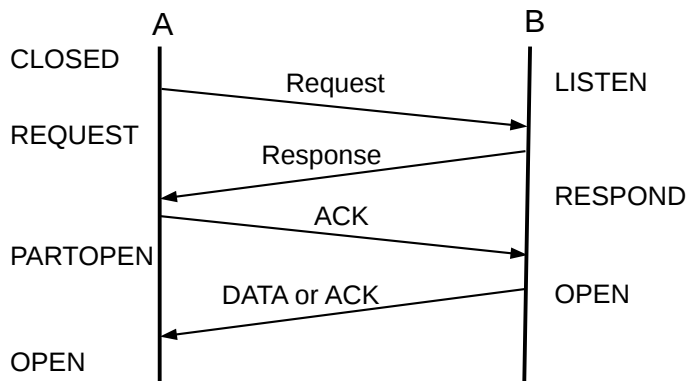 A
B
CLOSED
Request
LISTEN
REQUEST
Response
RESPOND
ACK
PARTOPEN
DATA or ACK
OPEN
OPEN